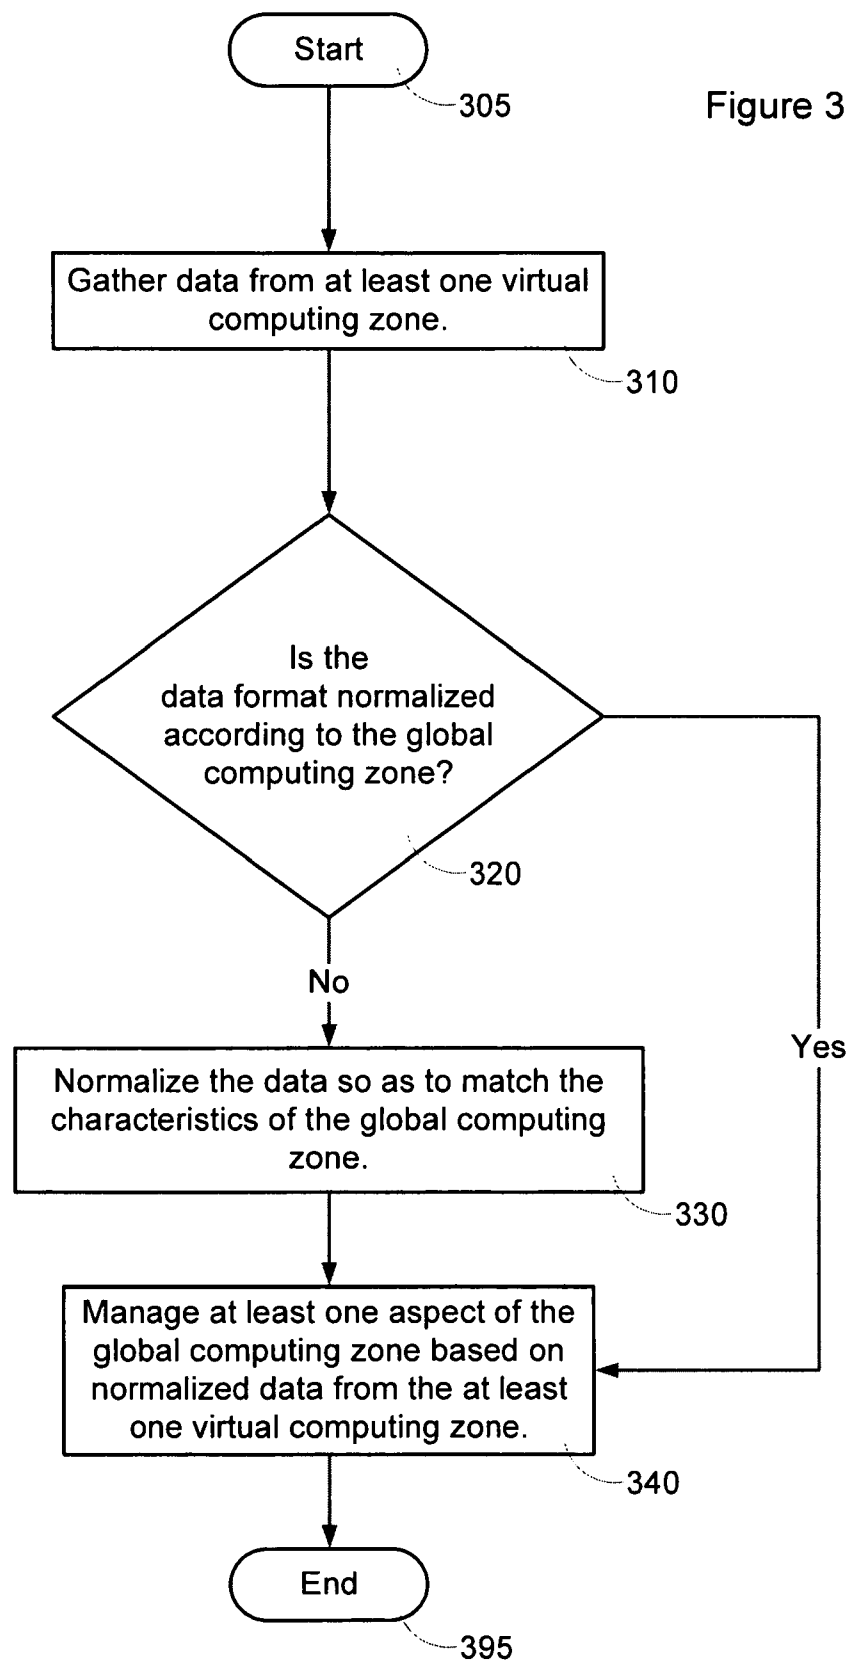 Start
305
Figure 3
Gather data from at least one virtual
computing zone.
310
Is the
data format normalized
according to the global
computing zone?
320
No
Yes
Normalize the data so as to match the
characteristics of the global computing
zone.
330
Manage at least one aspect of the
global computing zone based on
normalized data from the at least
one virtual computing zone.
340
End
395